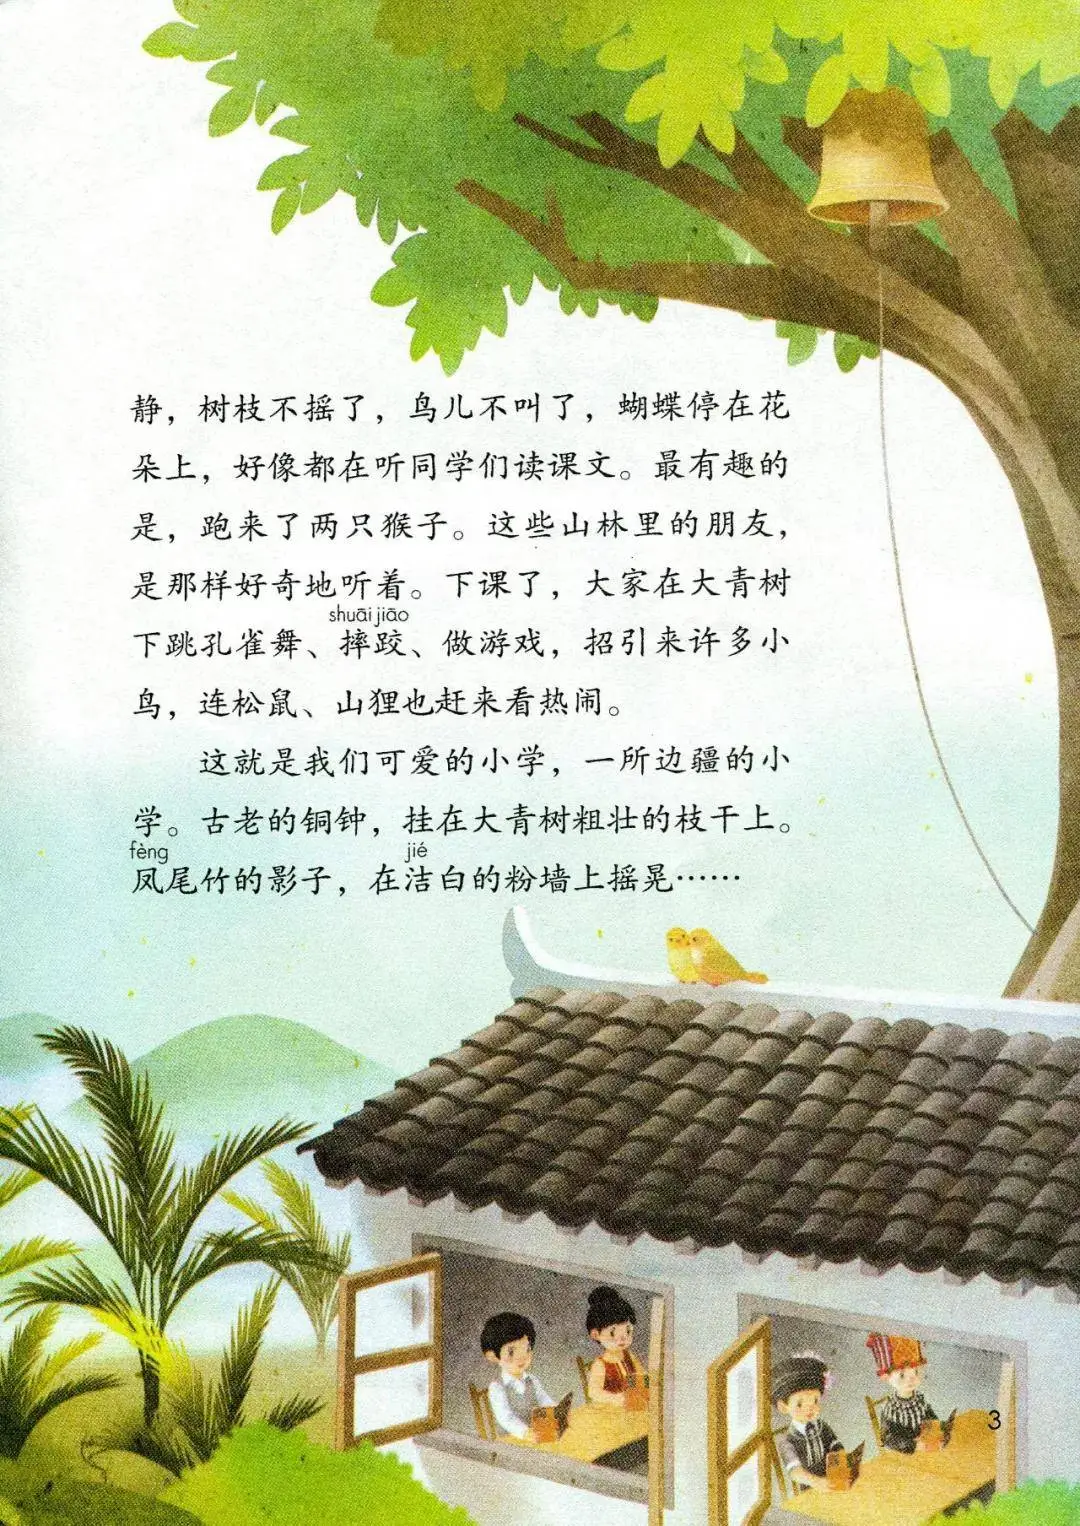 静，树枝不摇了，鸟儿不叫了，蝴蝶停在花
朵上，好像都在听同学们读课文。最有趣的
是，跑来了两只猴子。这些山林里的朋友，
是那样好奇地听着。下课了，大家在大青树
shuāi jiāo
下跳孔雀舞、摔跤、做游戏，招引来许多小
鸟，连松鼠、山狸也赶来看热闹。
这就是我们可爱的小学，一所边疆的小
学。古老的铜钟，挂在大青树粗壮的枝干上。
fèng jié
凤尾竹的影子，在洁白的粉墙上摇晃……
3